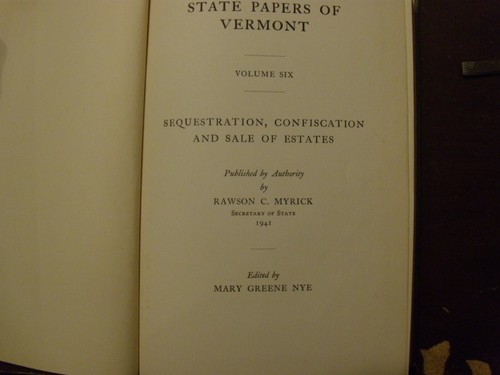 STATE PAPERS OF
VERMONT
VOLUME SIX
SEQUESTRATION, CONFISCATION
AND SALE OF ESTATES
Published by Authority
by
RAWSON C. MYRICK
SECRETARY OF STATE
1941
Edited by
MARY GREENE NYE